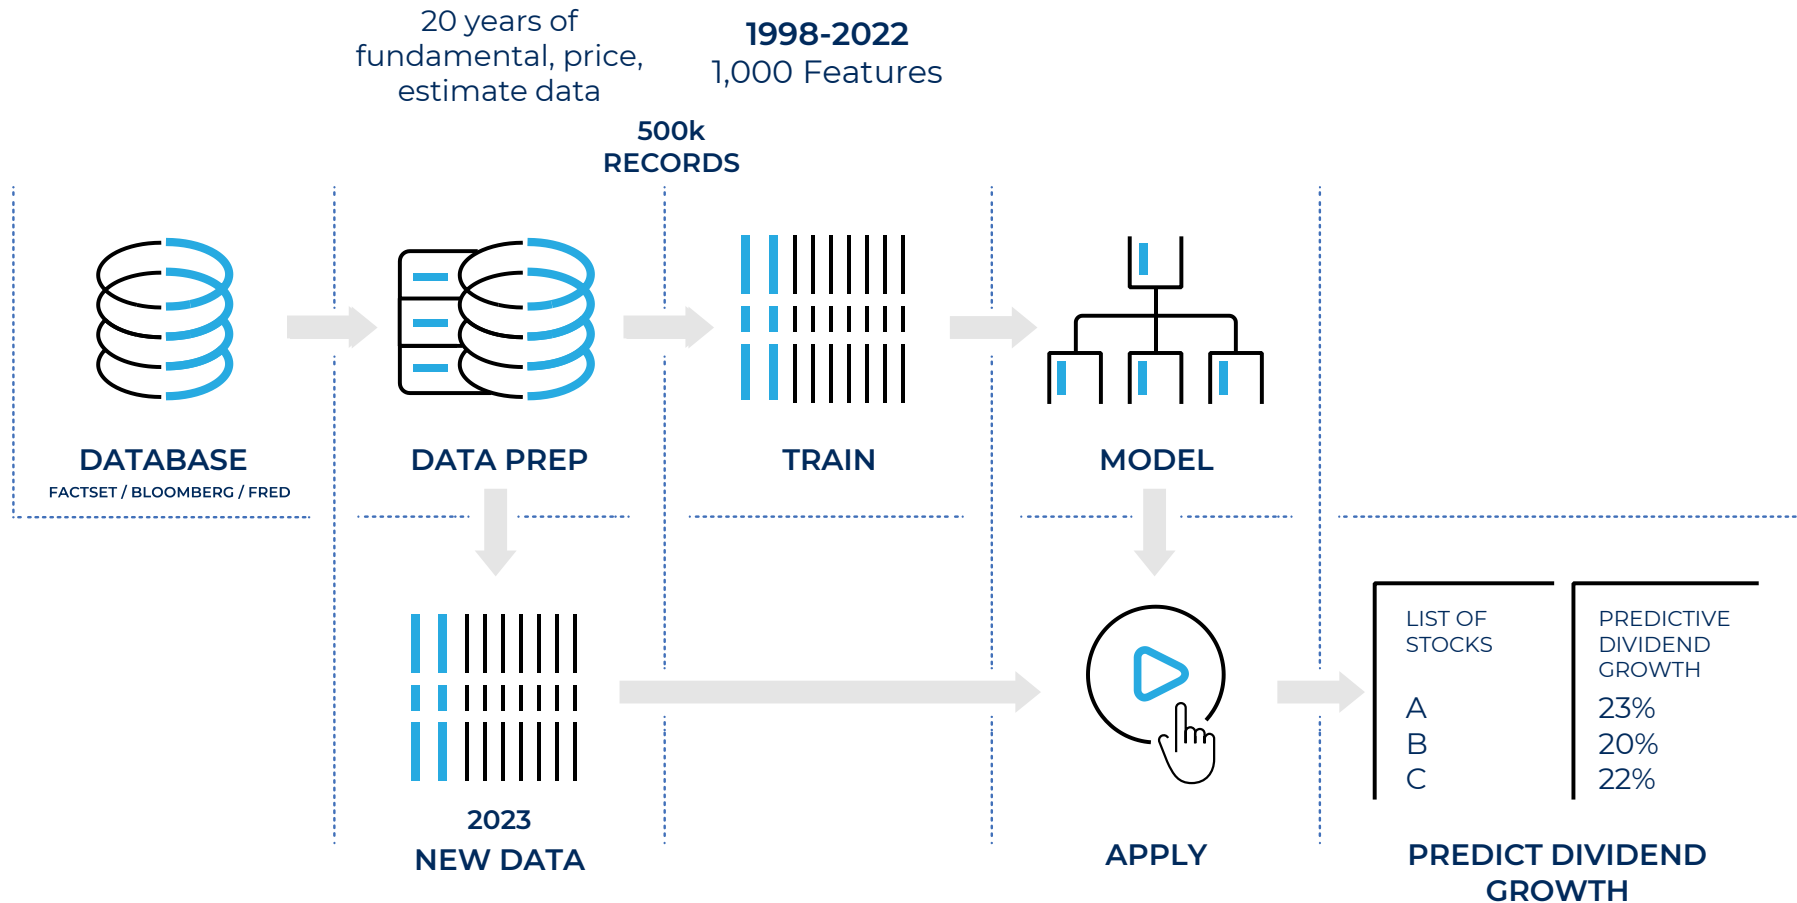 20 years of
fundamental, price,
estimate data
1998-2022
1,000 Features
500k
RECORDS
DATABASE
FACTSET / BLOOMBERG / FRED
DATA PREP
TRAIN
MODEL
2023
NEW DATA
APPLY
LIST OF
STOCKS
PREDICTIVE
DIVIDEND
GROWTH
A 23%
B 20%
C 22%
PREDICT DIVIDEND
GROWTH